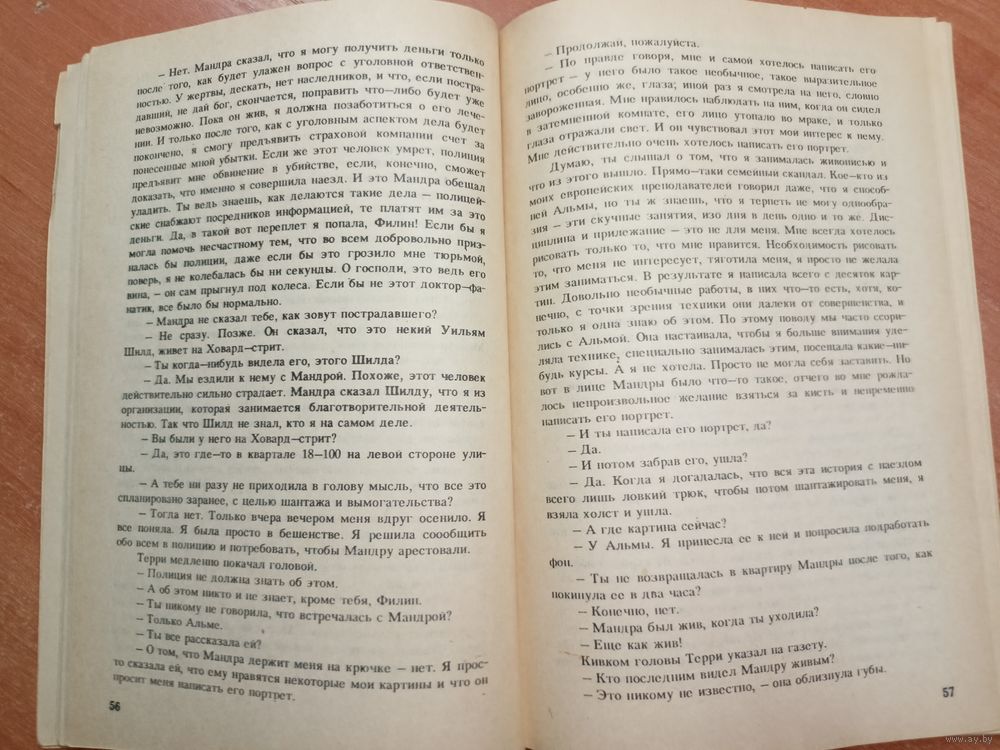 – Нет. Мандра сказал, что я могу получить деньги только
после того, как будет улажен вопрос с уголовной ответствен-
ностью. У жертвы, дескать, нет наследников, и что, если постра-
давший, не дай бог, скончается, поправить что–либо будет уже
невозможно. Пока он жив, я должна позаботиться о его лече-
нии. И только после того, как с уголовным аспектом дела будет
покончено, я смогу предъявить страховой компании счет за
понесенные мной убытки. Если же этот человек умрет, полиция
предъявит мне обвинение в убийстве, если, конечно, сможет
доказать, что именно я совершила наезд. И это Мандра обещал
уладить. Ты ведь знаешь, как делаются такие дела – полицей-
ские снабжают посредников информацией, те платят им за это
деньги. Да, в такой вот переплет я попала, Филин! Если бы я
могла помочь несчастному тем, что во всем добровольно приз-
налась бы полиции, даже если бы это грозило мне тюрьмой,
поверь, я не колебалась бы ни секунды. О господи, это ведь его
вина, – он сам прыгнул под колеса. Если бы не этот доктор–фа-
натик, все было бы нормально.
– Мандра не сказал тебе, как зовут пострадавшего?
– Не сразу. Позже. Он сказал, что это некий Уильям
Шилд, живет на Ховард–стрит.
– Ты когда–нибудь видела его, этого Шилда?
– Да. Мы ездили к нему с Мандрой. Похоже, этот человек
действительно сильно страдает. Мандра сказал Шилду, что я из
организации, которая занимается благотворительной деятель-
ностью. Так что Шилд не знал, кто я на самом деле.
– Вы были у него на Ховард–стрит?
– Да, это где–то в квартале 18–100 на левой стороне ули-
цы.
– А тебе ни разу не приходила в голову мысль, что все это
спланировано заранее, с целью шантажа и вымогательства?
– Тогда нет. Только вчера вечером меня вдруг осенило. Я
все поняла. Я была просто в бешенстве. Я решила соообщить
обо всем в полицию и потребовать, чтобы Мандру арестовали.
Терри медленно покачал головой.
– Полиция не должна знать об этом.
– А об этом никто и не знает, кроме тебя, Филин.
– Ты никому не говорила, что встречалась с Мандрой?
– Только Альме.
– Ты все рассказала ей?
– О том, что Мандра держит меня на крючке – нет. Я прос-
то сказала ей, что ему нравятся некоторые мои картины и что он
просит меня написать его портрет.
56
– Продолжай, пожалуйста.
– По правде говоря, мне и самой хотелось написать его
портрет – у него было такое необычное, такое выразительное
лицо, особенно же, глаза; иной раз я смотрела на него, словно
завороженная. Мне нравилось наблюдать на ним, когда он сидел
в затемненной комнате, его лицо утопало во мраке, и только
глаза отражали свет. И он чувствовал этот мой интерес к нему.
Мне действительно очень хотелось написать его портрет.
Думаю, ты слышал о том, что я занималась живописью и
что из этого вышло. Прямо–таки семейный скандал. Кое–кто из
моих европейских преподавателей говорил даже, что я способ-
ней Альмы, но ты ж знаешь, что я терпеть не могу однообра-
зия – эти скучные занятия, изо дня в день одно и то же. Дис-
циплина и прилежание – это не для меня. Мне всегда хотелось
рисовать только то, что мне нравится. Необходимость рисовать
то, что меня не интересует, тяготила меня, я просто не желала
этим заниматься. В результате я написала всего с десяток кар-
тин. Довольно необычные работы, в них что–то есть, хотя, ко-
нечно, с точки зрения техники они далеки от совершенства, и
только я одна знаю об этом. По этому поводу мы часто ссори-
лись с Альмой. Она настаивала, чтобы я больше внимания уде-
ляла технике, специально занималась этим, посещала какие–ни-
будь курсы. А я не хотела. Просто не могла себя заставить. Но
вот в лице Мандры было что–то такое, отчего во мне рожда-
лось непроизвольное желание взяться за кисть и непременно
написать его портрет.
– И ты написала его портрет, да?
– Да.
– И потом забрав его, ушла?
– Да. Когда я догадалась, что вся эта история с наездом
всего лишь ловкий трюк, чтобы потом шантажировать меня, я
взяла холст и ушла.
– А где картина сейчас?
– У Альмы. Я принесла ее к ней и попросила подработать
фон.
– Ты не возвращалась в квартиру Мандры после того, как
покинула ее в два часа?
– Конечно, нет.
– Мандра был жив, когда ты уходила?
– Еще как жив!
Кивком головы Терри указал на газету.
– Кто последним видел Мандру живым?
– Это никому не известно, – она облизнула губы.
57
www.ay.by